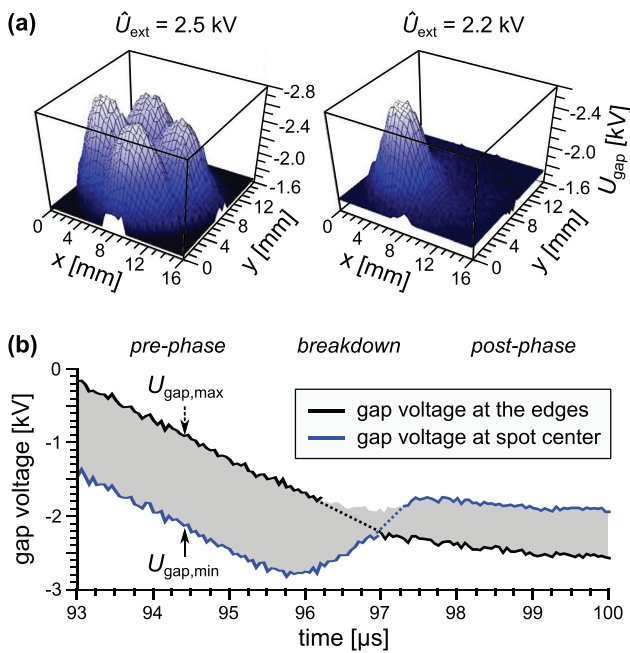 (a)
Û_ext = 2.5 kV
Û_ext = 2.2 kV
-2.8
-2.4
-2.0
-1.6
12
8
4
0
y [mm]
0
4
8
12
16
x [mm]
-2.4
-2.0
-1.6
U_gap [kV]
12
8
4
0
y [mm]
0
4
8
12
16
x [mm]
(b)
pre-phase breakdown post-phase
gap voltage [kV]
0
-1
-2
-3
U_gap,max
U_gap,min
gap voltage at the edges
gap voltage at spot center
93 94 95 96 97 98 99 100
time [µs]